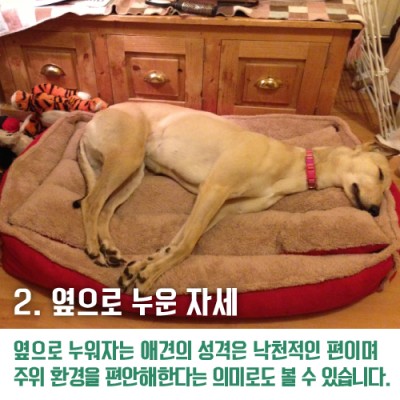 2. 옆으로 누운 자세
옆으로 누워자는 애견의 성격은 낙천적인 편이며
주위 환경을 편안해한다는 의미로도 볼 수 있습니다.